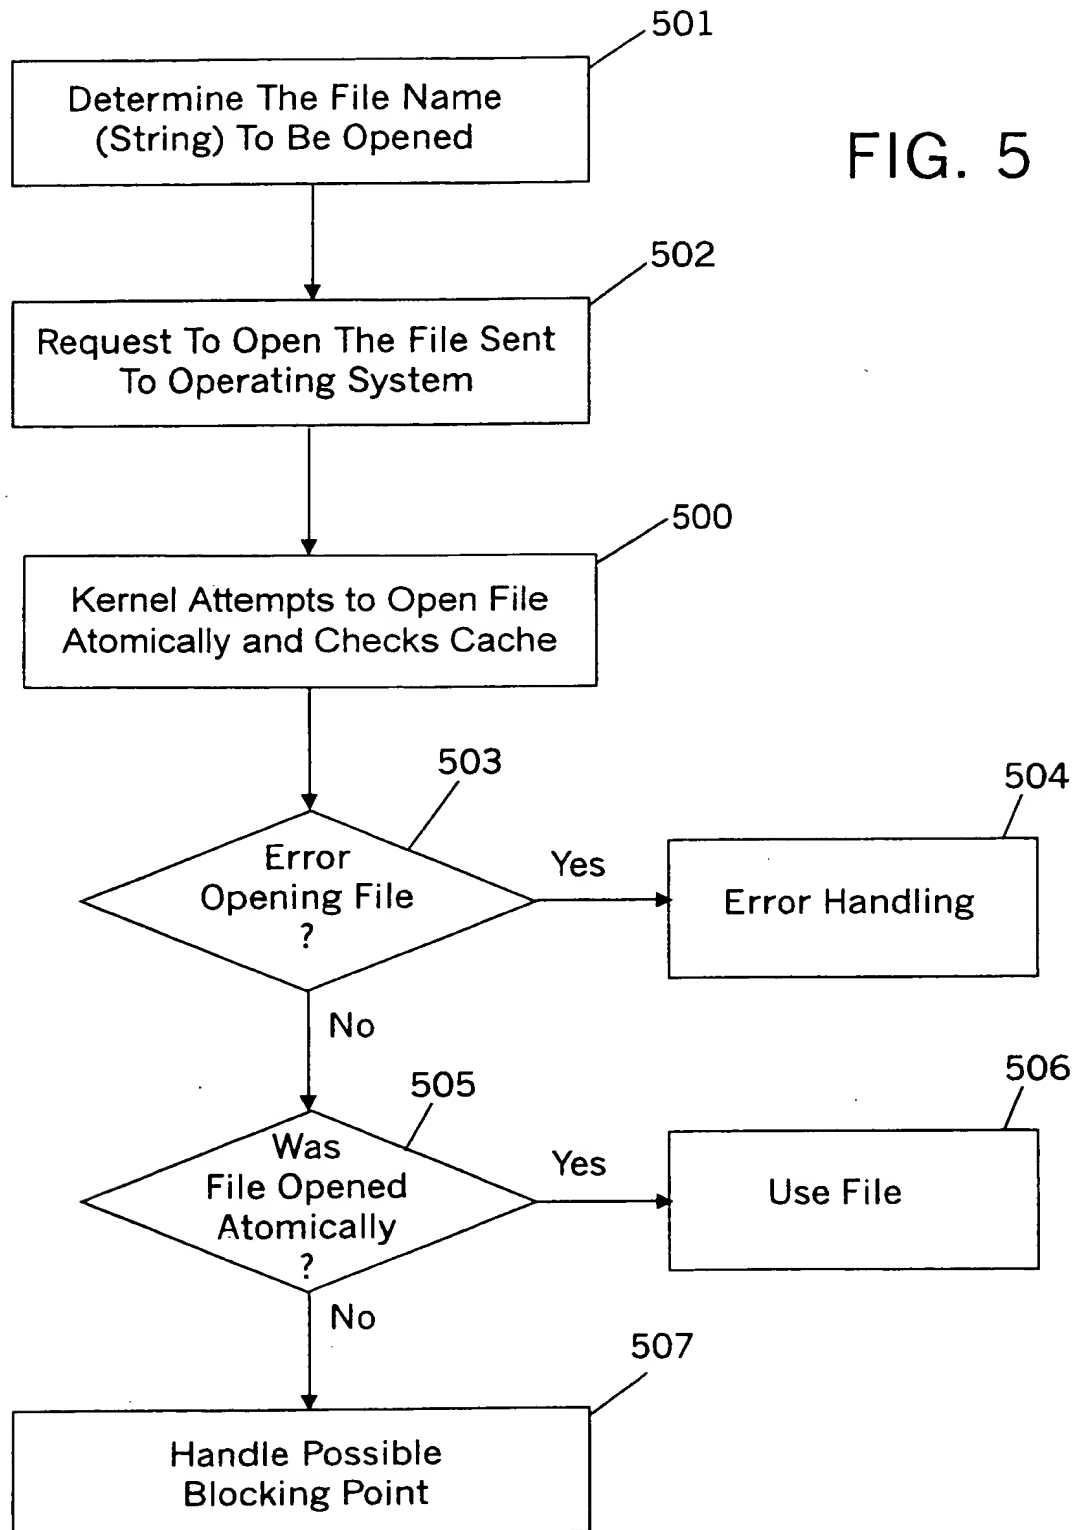 501
Determine The File Name
(String) To Be Opened
FIG. 5
502
Request To Open The File Sent
To Operating System
500
Kernel Attempts to Open File
Atomically and Checks Cache
503
Error
Opening File
?
Yes
504
Error Handling
No
505
Was
File Opened
Atomically
?
Yes
506
Use File
No
507
Handle Possible
Blocking Point